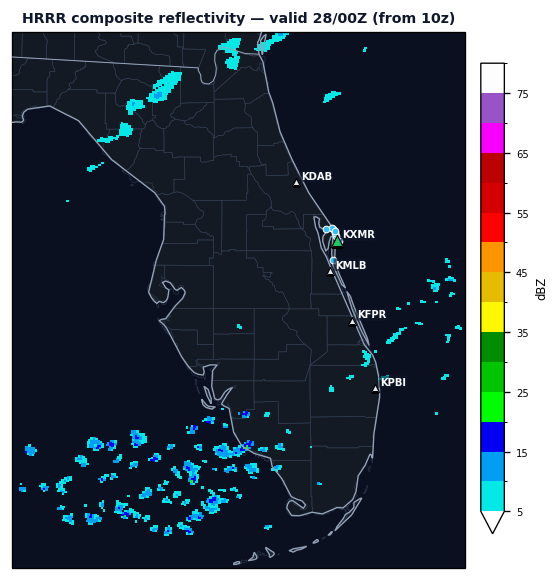 HRRR composite reflectivity — valid 28/00Z (from 10z)
KDAB
KXMR
KMLB
KFPR
KPBI
75
65
55
45
35
25
15
5
dBZ